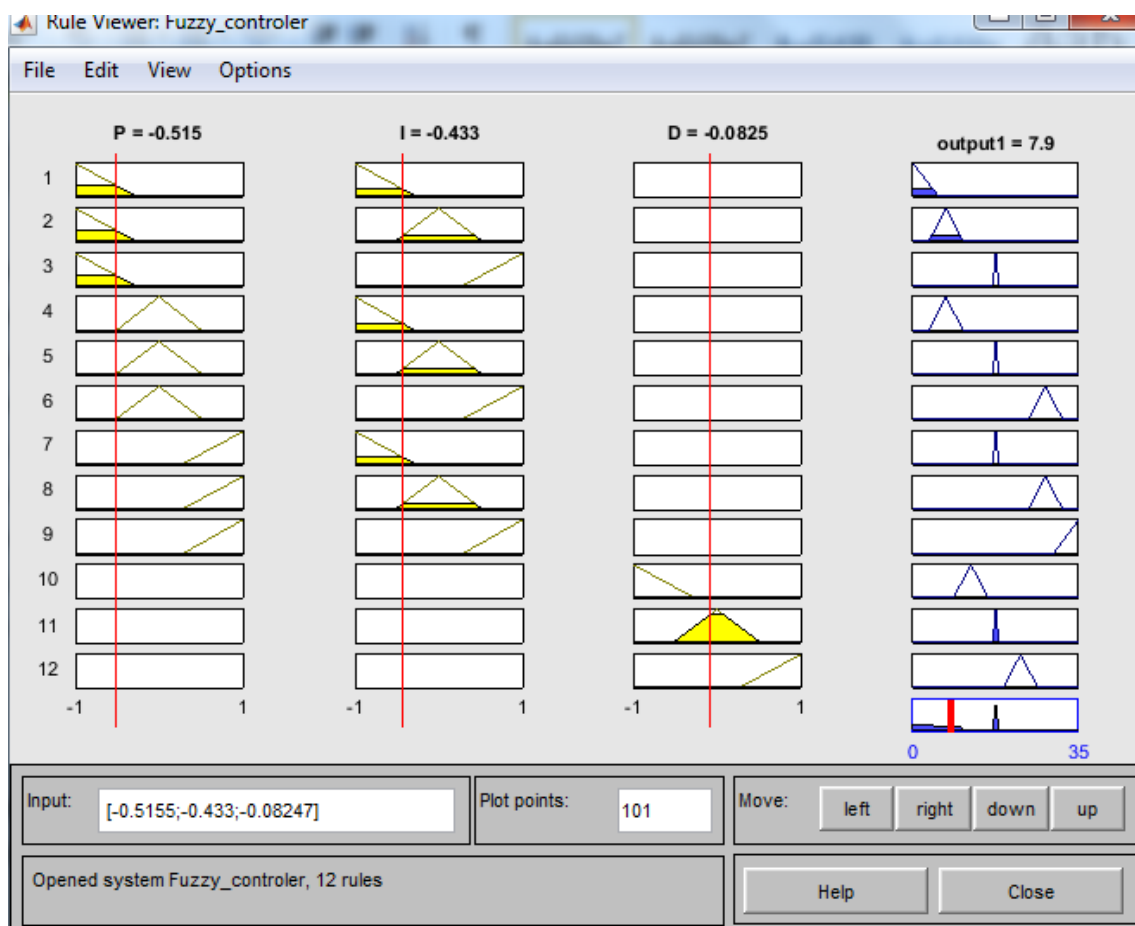 Rule Viewer: Fuzzy_controler
File Edit View Options
P = -0.515 I = -0.433 D = -0.0825 output1 = 7.9
1
2
3
4
5
6
7
8
9
10
11
12
-1 1 -1 1 -1 1
0 35
Input: [-0.5155;-0.433;-0.08247] Plot points: 101 Move: left right down up
Opened system Fuzzy_controler, 12 rules Help Close